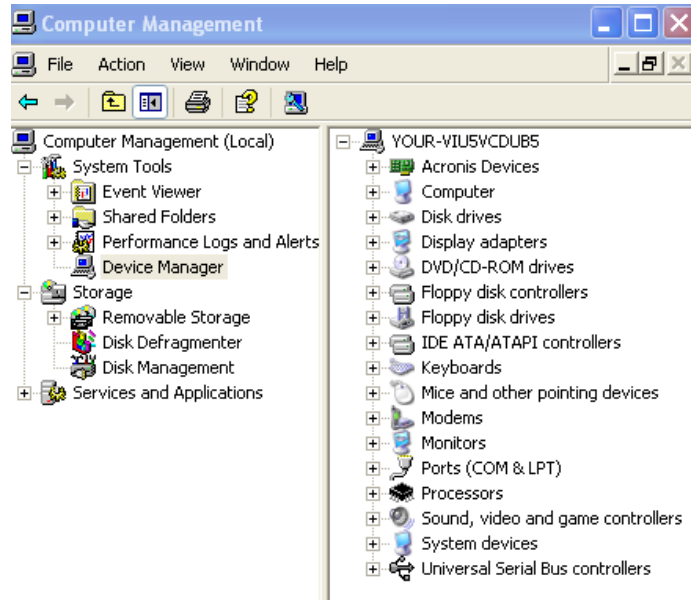 Computer Management
File Action View Window Help
Computer Management (Local)
System Tools
Event Viewer
Shared Folders
Performance Logs and Alerts
Device Manager
Storage
Removable Storage
Disk Defragmenter
Disk Management
Services and Applications
YOUR-VIU5VCDUB5
Acronis Devices
Computer
Disk drives
Display adapters
DVD/CD-ROM drives
Floppy disk controllers
Floppy disk drives
IDE ATA/ATAPI controllers
Keyboards
Mice and other pointing devices
Modems
Monitors
Ports (COM & LPT)
Processors
Sound, video and game controllers
System devices
Universal Serial Bus controllers